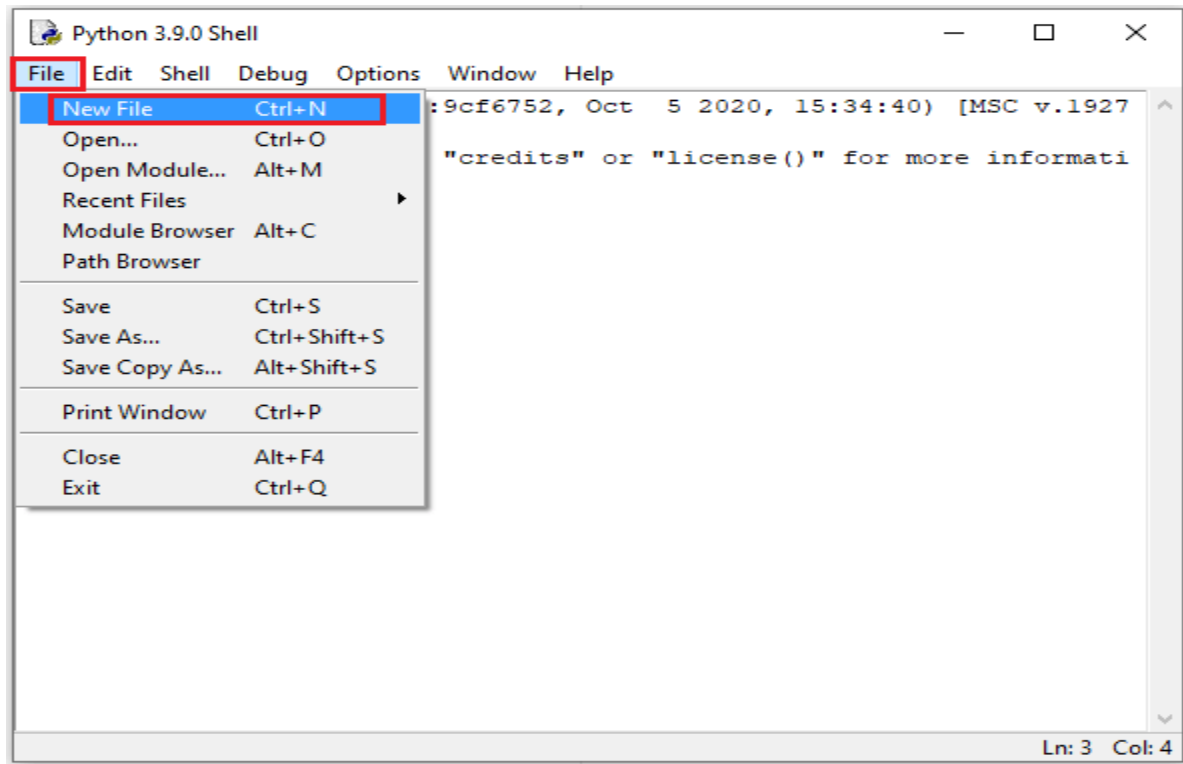 Python 3.9.0 Shell
File Edit Shell Debug Options Window Help
New File Ctrl+N :9cf6752, Oct  5 2020, 15:34:40) [MSC v.1927
Open... Ctrl+O
"credits" or "license()" for more informati
Open Module... Alt+M
Recent Files
Module Browser Alt+C
Path Browser
Save Ctrl+S
Save As... Ctrl+Shift+S
Save Copy As... Alt+Shift+S
Print Window Ctrl+P
Close Alt+F4
Exit Ctrl+Q
Ln: 3 Col: 4